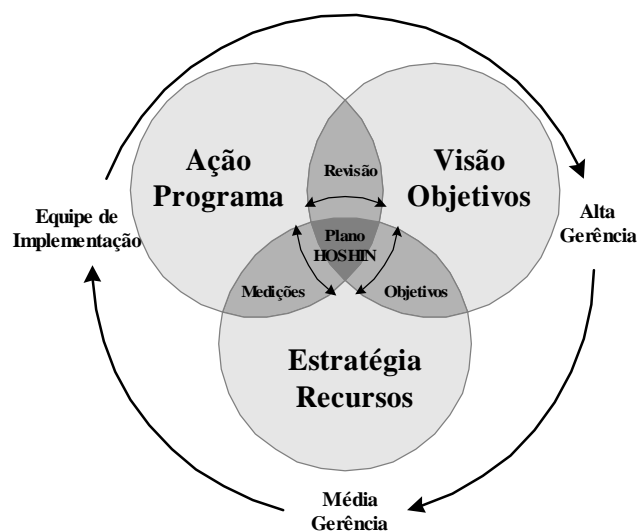 Ação
Programa
Visão
Objetivos
Revisão
Equipe de
Implementação
Alta
Gerência
Plano
HOSHIN
Medições
Objetivos
Estratégia
Recursos
Média
Gerência